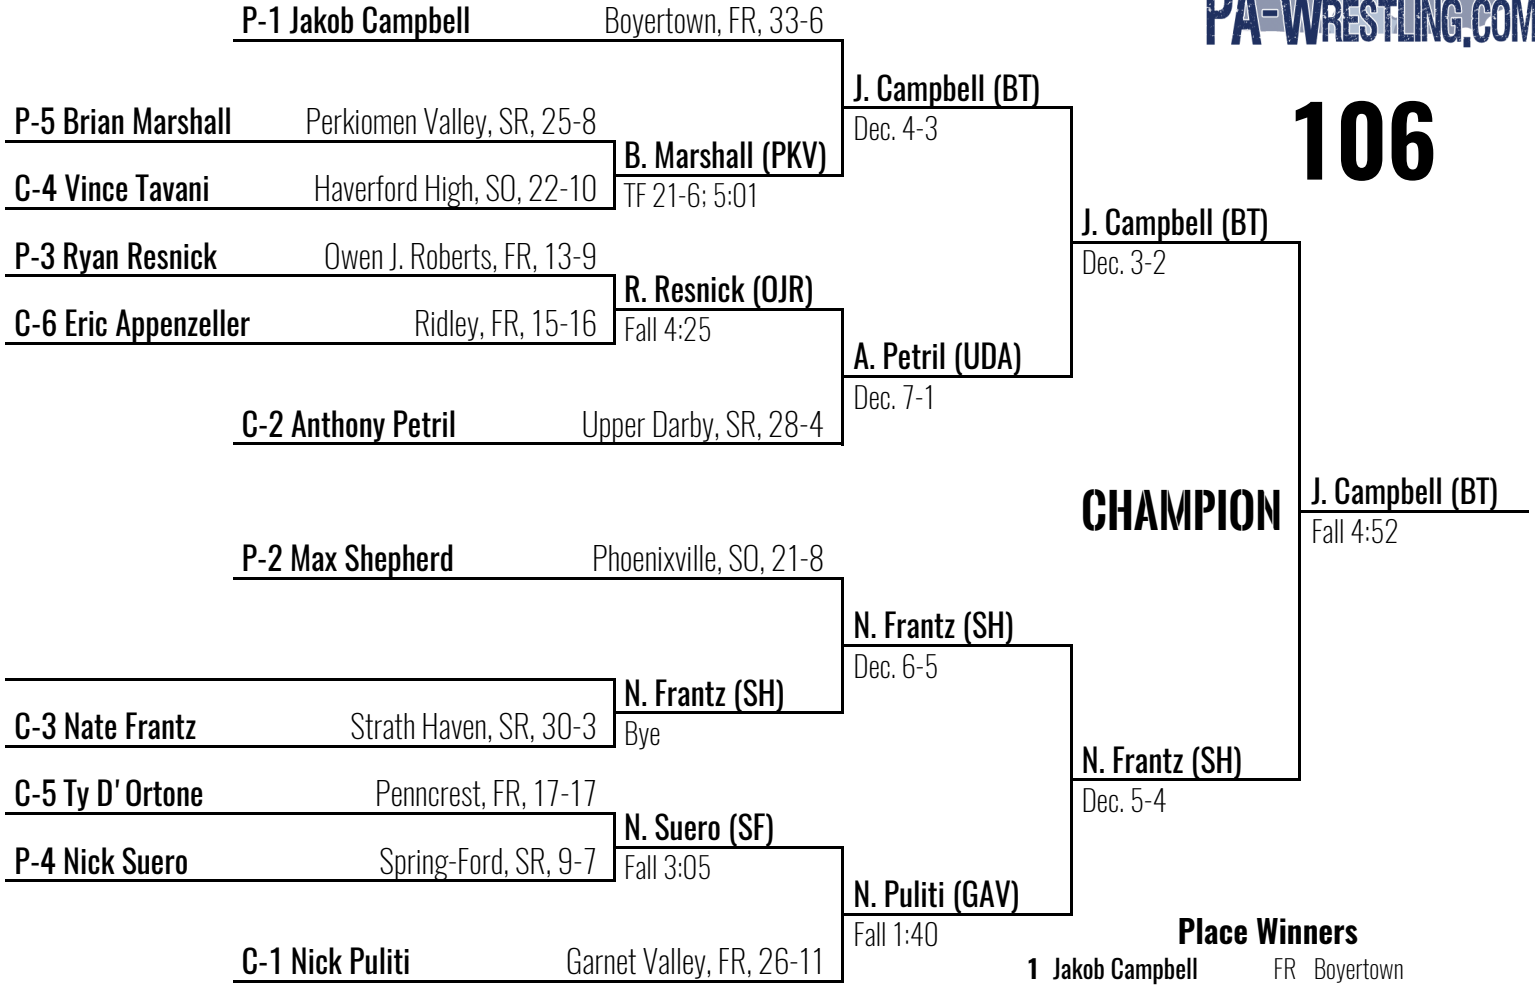 PA-WRESTLING.COM
P-1 Jakob Campbell Boyertown, FR, 33-6
J. Campbell (BT)
Dec. 4-3
106
P-5 Brian Marshall Perkiomen Valley, SR, 25-8
B. Marshall (PKV)
TF 21-6; 5:01
C-4 Vince Tavani Haverford High, SO, 22-10
J. Campbell (BT)
Dec. 3-2
P-3 Ryan Resnick Owen J. Roberts, FR, 13-9
R. Resnick (OJR)
Fall 4:25
C-6 Eric Appenzeller Ridley, FR, 15-16
A. Petril (UDA)
Dec. 7-1
C-2 Anthony Petril Upper Darby, SR, 28-4
CHAMPION
J. Campbell (BT)
Fall 4:52
P-2 Max Shepherd Phoenixville, SO, 21-8
N. Frantz (SH)
Dec. 6-5
N. Frantz (SH)
Bye
C-3 Nate Frantz Strath Haven, SR, 30-3
N. Frantz (SH)
Dec. 5-4
C-5 Ty D'Ortone Penncrest, FR, 17-17
N. Suero (SF)
Fall 3:05
P-4 Nick Suero Spring-Ford, SR, 9-7
N. Puliti (GAV)
Fall 1:40
C-1 Nick Puliti Garnet Valley, FR, 26-11
Place Winners
1 Jakob Campbell FR Boyertown